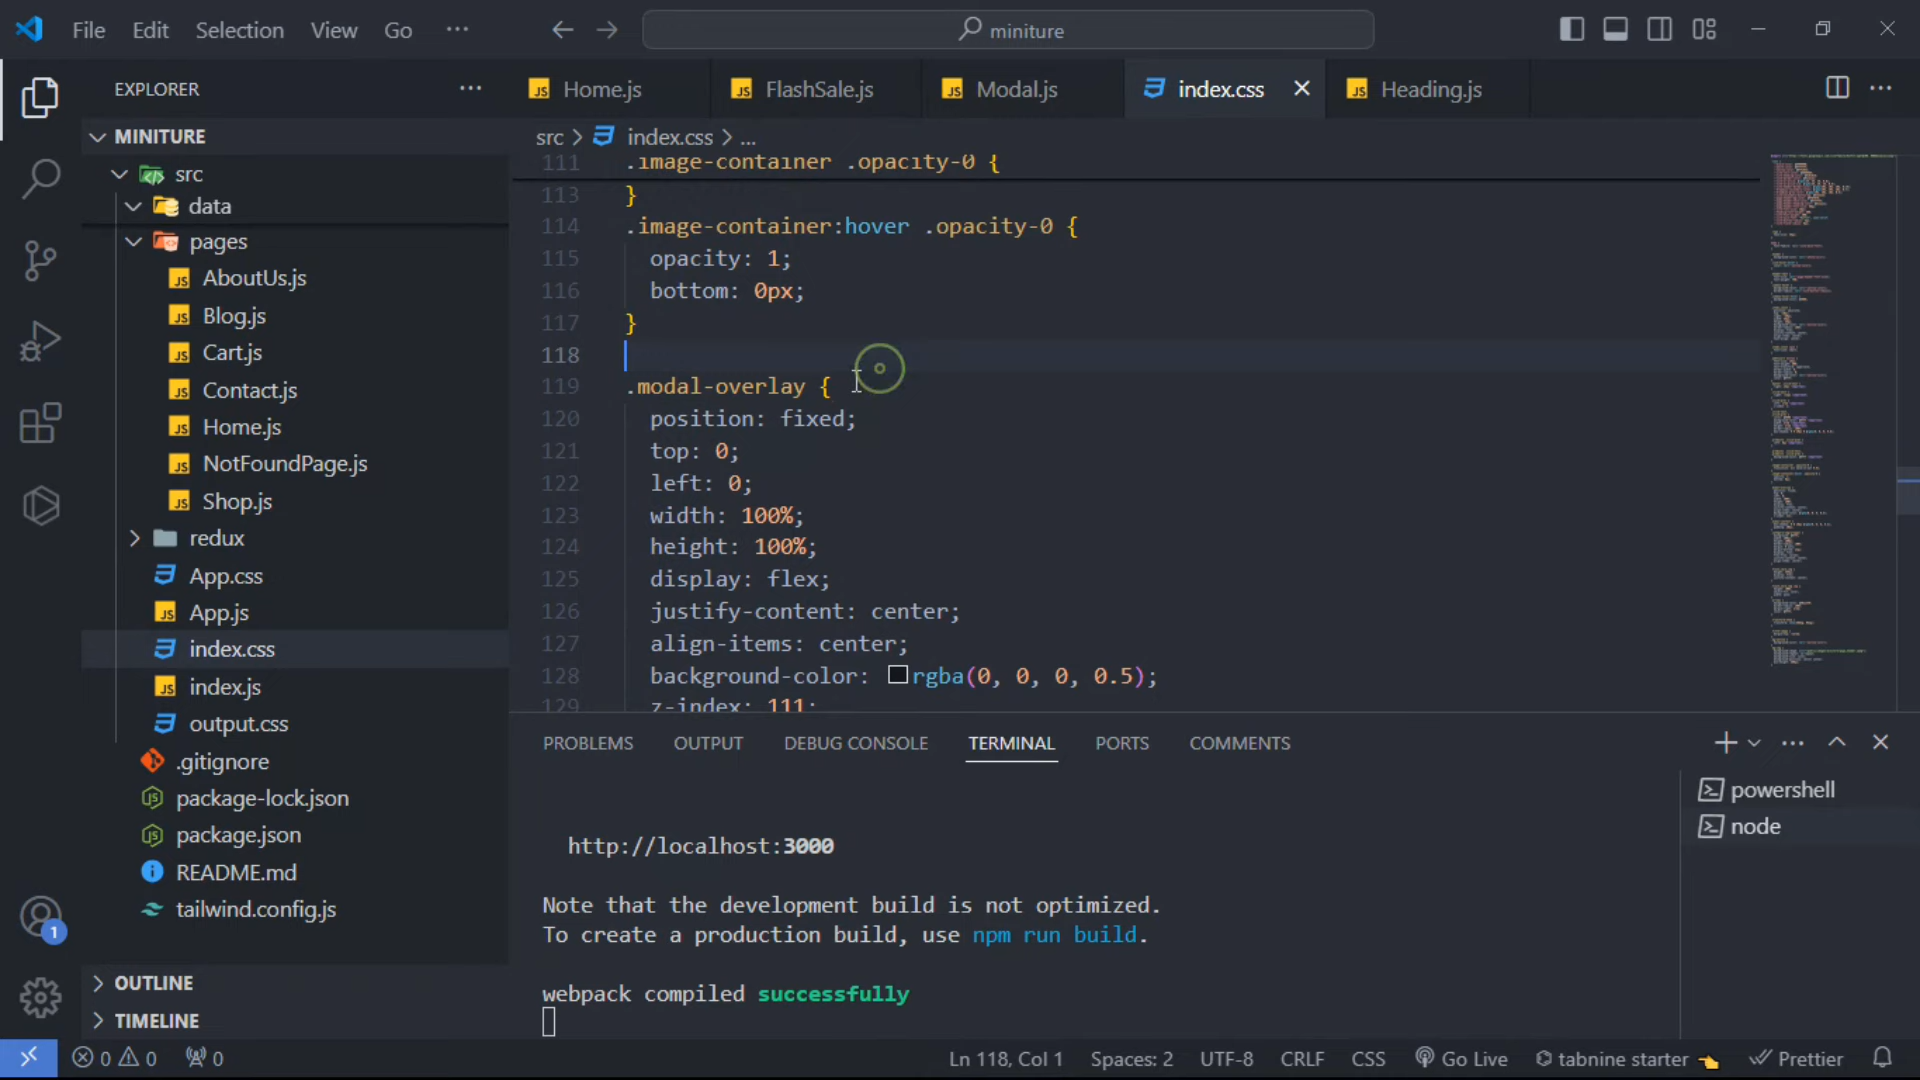 File Edit Selection View Go ··· miniture
EXPLORER ···
MINITURE
src
data
pages
AboutUs.js
Blog.js
Cart.js
Contact.js
Home.js
NotFoundPage.js
Shop.js
redux
App.css
App.js
index.css
index.js
output.css
.gitignore
package-lock.json
package.json
README.md
tailwind.config.js
OUTLINE
TIMELINE
Home.js FlashSale.js Modal.js index.css Heading.js
src > index.css > ...
111 .image-container .opacity-0 {
113 }
114 .image-container:hover .opacity-0 {
115 opacity: 1;
116 bottom: 0px;
117 }
118
119 .modal-overlay {
120 position: fixed;
121 top: 0;
122 left: 0;
123 width: 100%;
124 height: 100%;
125 display: flex;
126 justify-content: center;
127 align-items: center;
128 background-color: rgba(0, 0, 0, 0.5);
129 z-index: 111;
PROBLEMS OUTPUT DEBUG CONSOLE TERMINAL PORTS COMMENTS
http://localhost:3000
Note that the development build is not optimized.
To create a production build, use npm run build.
webpack compiled successfully
powershell
node
1
0 0 0 Ln 118, Col 1 Spaces: 2 UTF-8 CRLF CSS Go Live tabnine starter Prettier